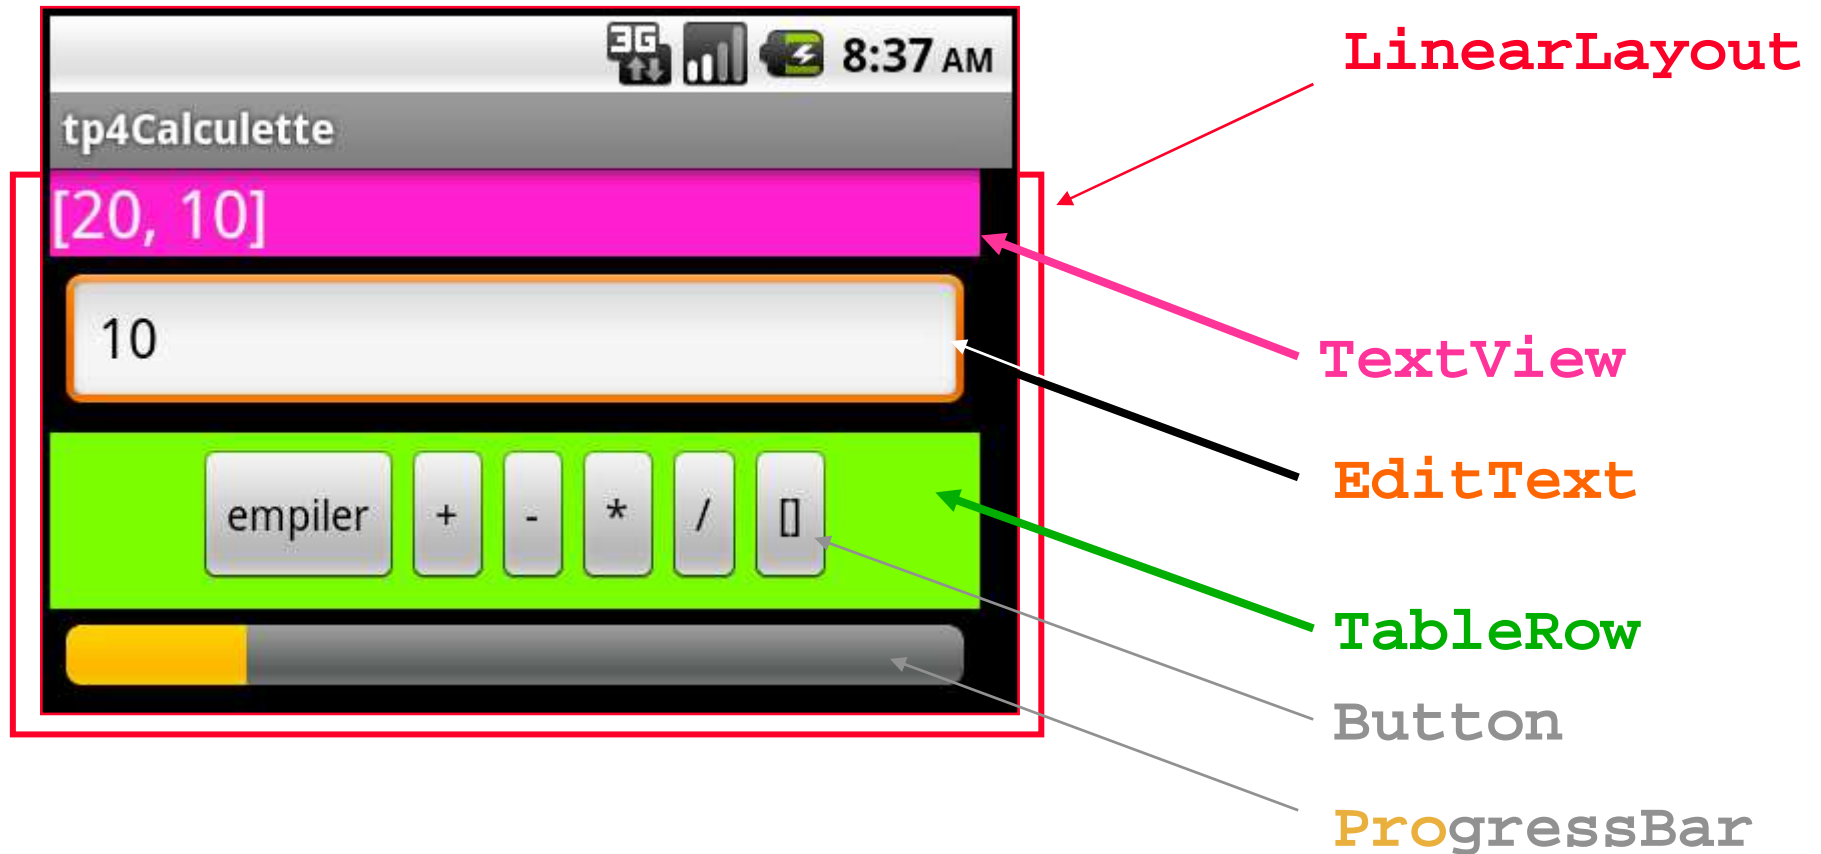 3G 8:37 AM
LinearLayout
tp4Calculette
[20, 10]
10
TextView
EditText
empiler + - * / []
TableRow
Button
ProgressBar